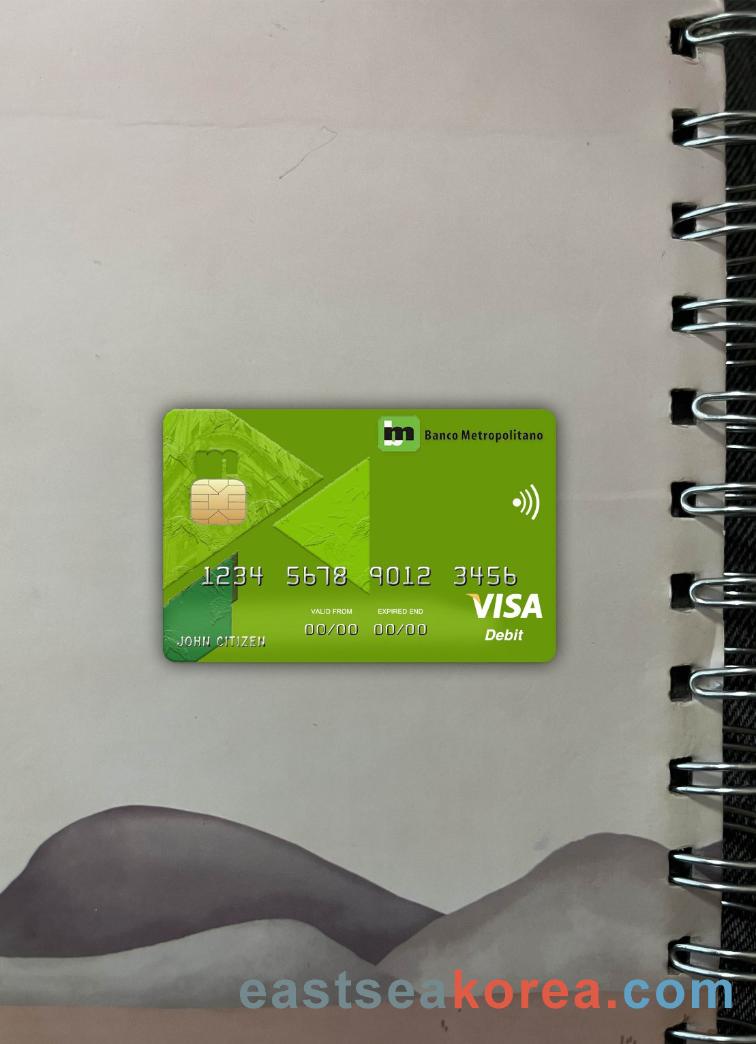 bm Banco Metropolitano
1234 5678 9012 3456
VALID FROM EXPIRED END
00/00 00/00
VISA
Debit
JOHN CITIZEN
eastseakorea.com